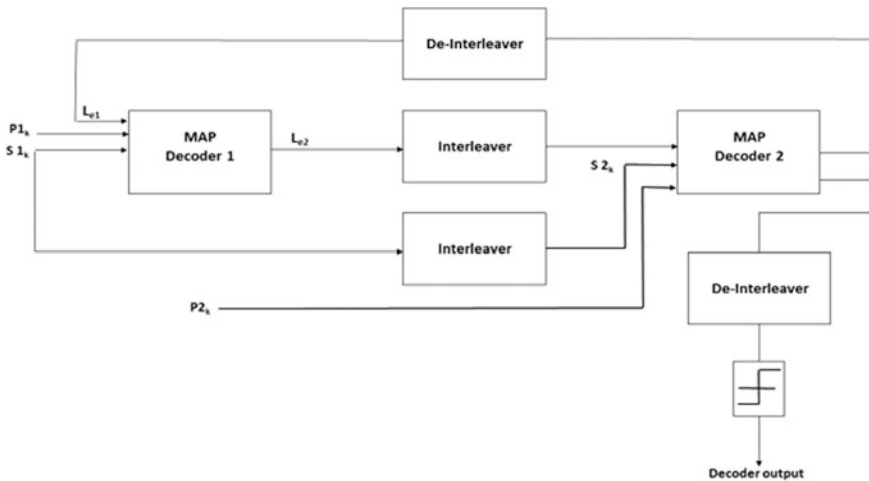 De-Interleaver
Le1
P1k
S 1k
MAP
Decoder 1
Le2
Interleaver
S 2k
MAP
Decoder 2
Interleaver
P2k
De-Interleaver
Decoder output